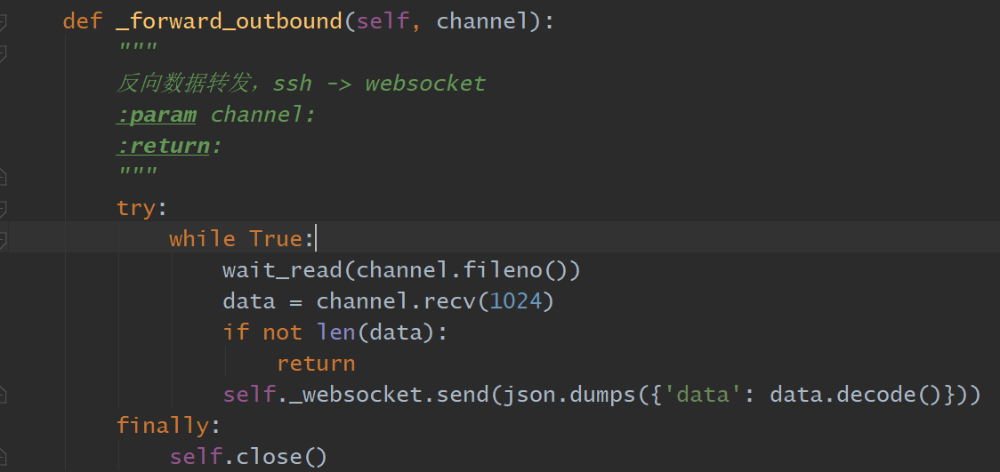 def _forward_outbound(self, channel):
"""
反向数据转发，ssh -> websocket
:param channel:
:return:
"""
try:
while True:
wait_read(channel.fileno())
data = channel.recv(1024)
if not len(data):
return
self._websocket.send(json.dumps({'data': data.decode()}))
finally:
self.close()